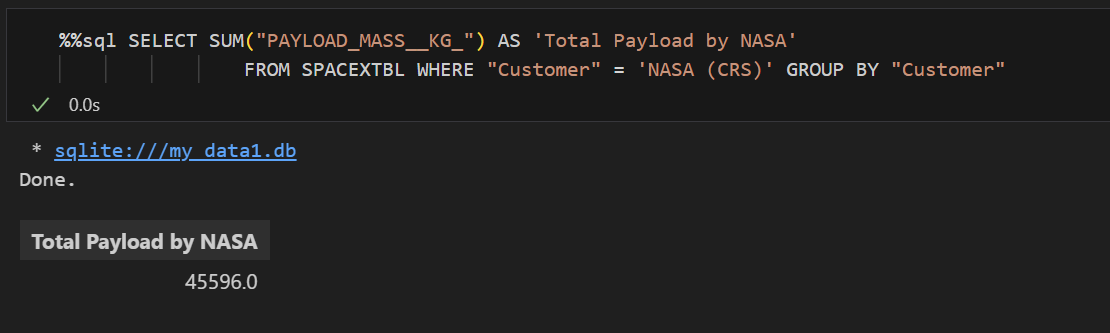 %%sql SELECT SUM("PAYLOAD_MASS__KG_") AS 'Total Payload by NASA'
FROM SPACEXTBL WHERE "Customer" = 'NASA (CRS)' GROUP BY "Customer"
0.0s
* sqlite:///my_data1.db
Done.
Total Payload by NASA
45596.0